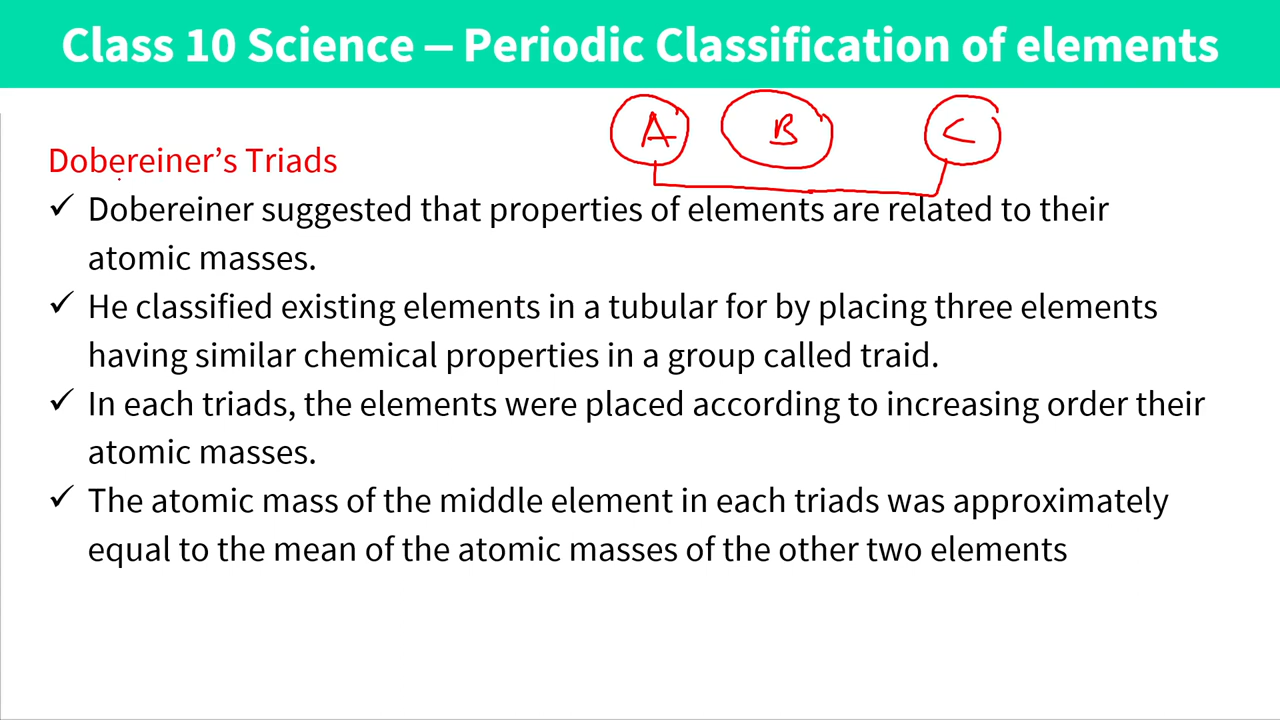 Class 10 Science – Periodic Classification of elements
A B C
Dobereiner's Triads
✓ Dobereiner suggested that properties of elements are related to their
atomic masses.
✓ He classified existing elements in a tubular for by placing three elements
having similar chemical properties in a group called traid.
✓ In each triads, the elements were placed according to increasing order their
atomic masses.
✓ The atomic mass of the middle element in each triads was approximately
equal to the mean of the atomic masses of the other two elements